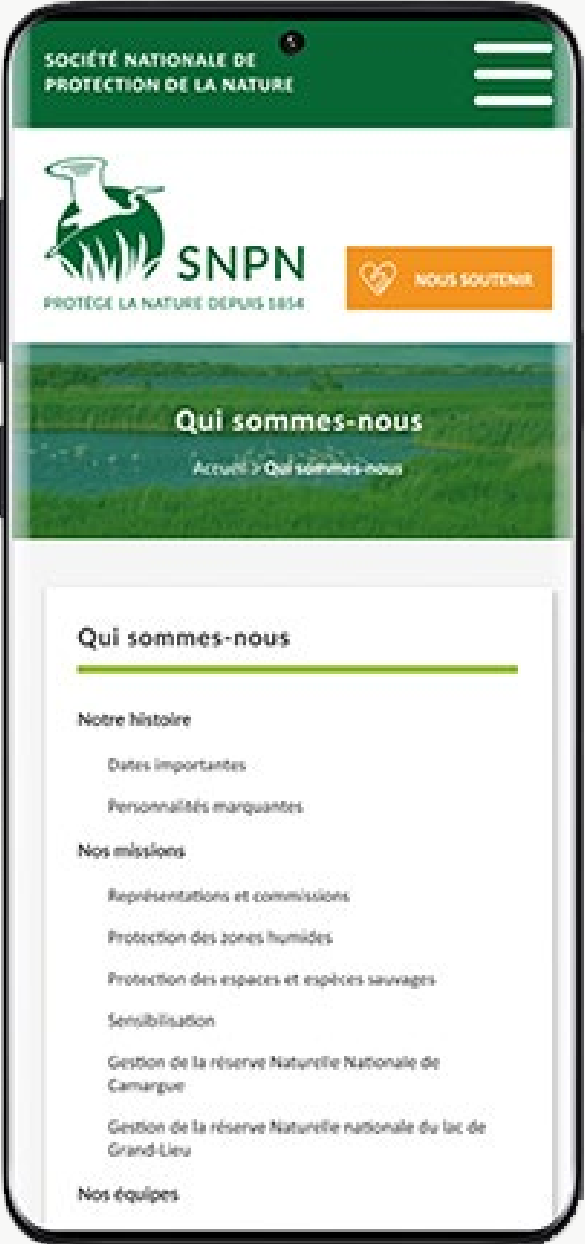 SOCIÉTÉ NATIONALE DE
PROTECTION DE LA NATURE
SNPN
PROTÈGE LA NATURE DEPUIS 1854
NOUS SOUTENIR
Qui sommes-nous
Accueil > Qui sommes-nous
Qui sommes-nous
Notre histoire
Dates importantes
Personnalités marquantes
Nos missions
Représentations et commissions
Protection des zones humides
Protection des espaces et espèces sauvages
Sensibilisation
Gestion de la réserve Naturelle Nationale de
Camargue
Gestion de la réserve Naturelle nationale du lac de
Grand-Lieu
Nos équipes